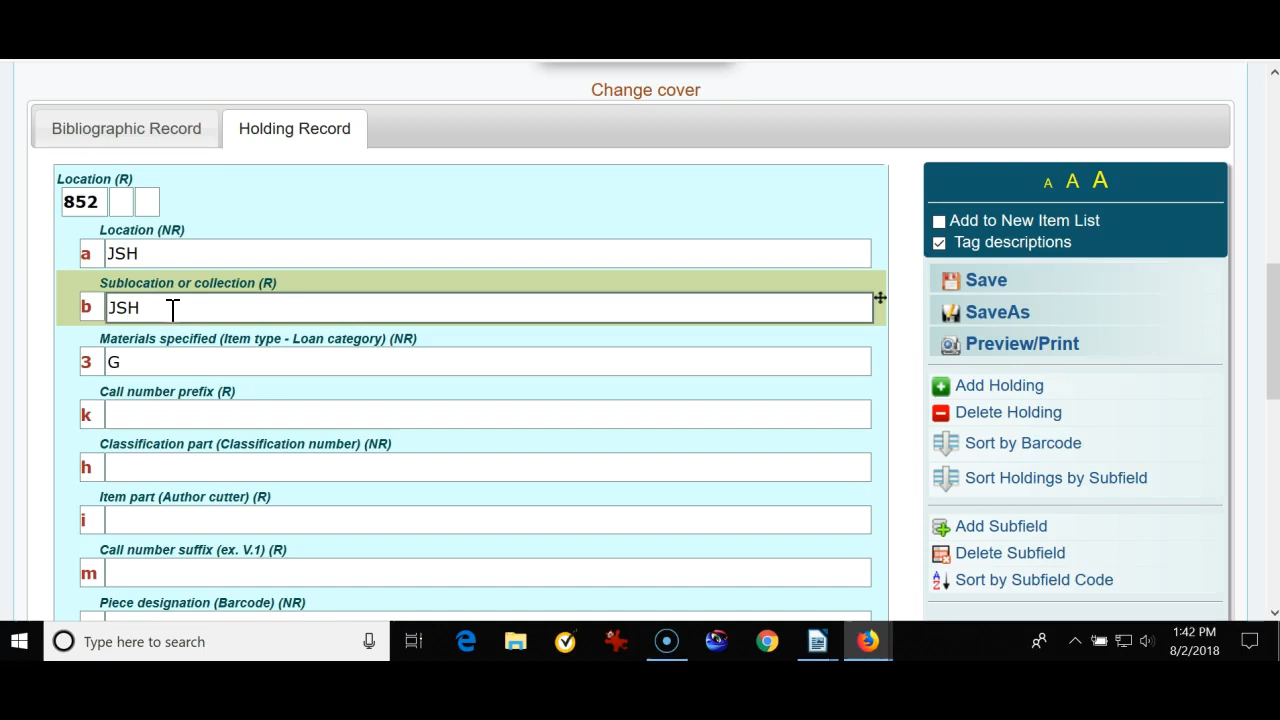 Change cover
Bibliographic Record
Holding Record
Location (R)
852
Location (NR)
a JSH
Sublocation or collection (R)
b JSH
Materials specified (Item type - Loan category) (NR)
3 G
Call number prefix (R)
k
Classification part (Classification number) (NR)
h
Item part (Author cutter) (R)
i
Call number suffix (ex. V.1) (R)
m
Piece designation (Barcode) (NR)
A A A
Add to New Item List
Tag descriptions
Save
SaveAs
Preview/Print
Add Holding
Delete Holding
Sort by Barcode
Sort Holdings by Subfield
Add Subfield
Delete Subfield
Sort by Subfield Code
Type here to search
1:42 PM
8/2/2018